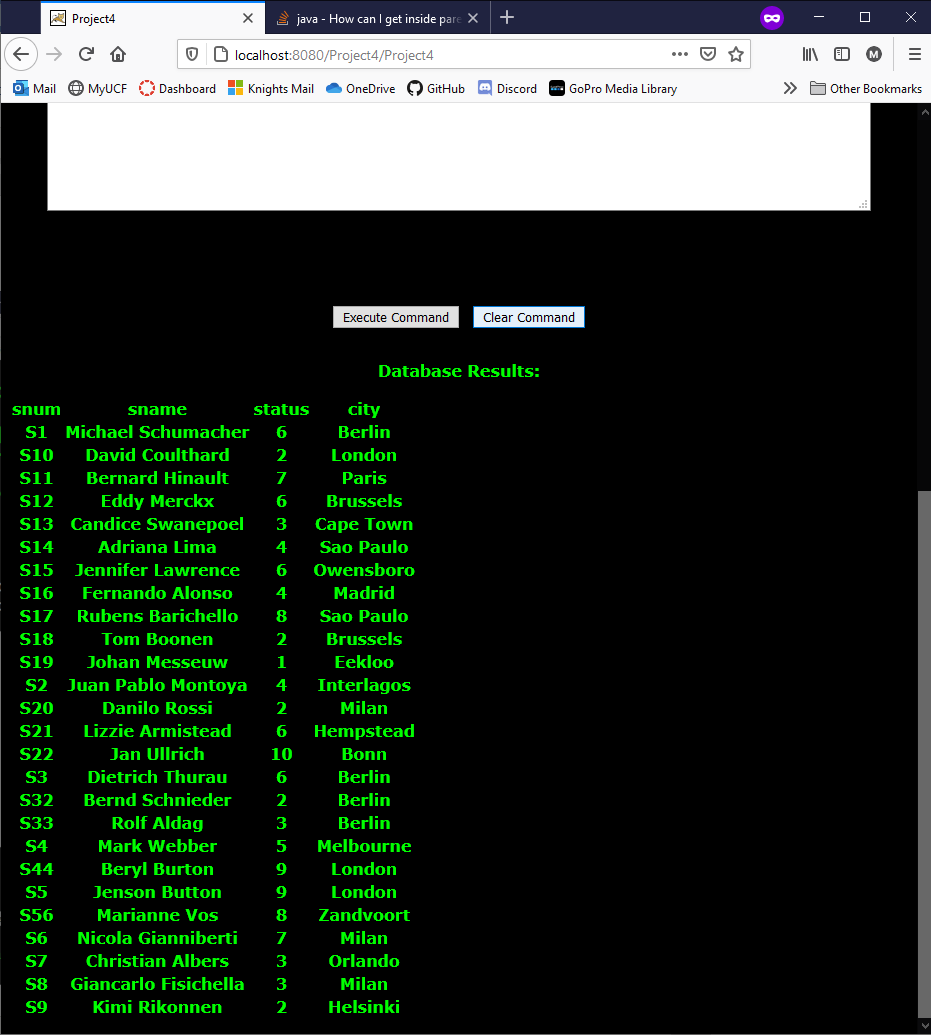 Project4
java - How can I get inside pare
localhost:8080/Project4/Project4
M
Mail MyUCF Dashboard Knights Mail OneDrive GitHub Discord GoPro Media Library Other Bookmarks
Execute Command Clear Command
Database Results:
snum sname status city
S1 Michael Schumacher 6 Berlin
S10 David Coulthard 2 London
S11 Bernard Hinault 7 Paris
S12 Eddy Merckx 6 Brussels
S13 Candice Swanepoel 3 Cape Town
S14 Adriana Lima 4 Sao Paulo
S15 Jennifer Lawrence 6 Owensboro
S16 Fernando Alonso 4 Madrid
S17 Rubens Barichello 8 Sao Paulo
S18 Tom Boonen 2 Brussels
S19 Johan Messeuw 1 Eekloo
S2 Juan Pablo Montoya 4 Interlagos
S20 Danilo Rossi 2 Milan
S21 Lizzie Armistead 6 Hempstead
S22 Jan Ullrich 10 Bonn
S3 Dietrich Thurau 6 Berlin
S32 Bernd Schnieder 2 Berlin
S33 Rolf Aldag 3 Berlin
S4 Mark Webber 5 Melbourne
S44 Beryl Burton 9 London
S5 Jenson Button 9 London
S56 Marianne Vos 8 Zandvoort
S6 Nicola Gianniberti 7 Milan
S7 Christian Albers 3 Orlando
S8 Giancarlo Fisichella 3 Milan
S9 Kimi Rikonnen 2 Helsinki